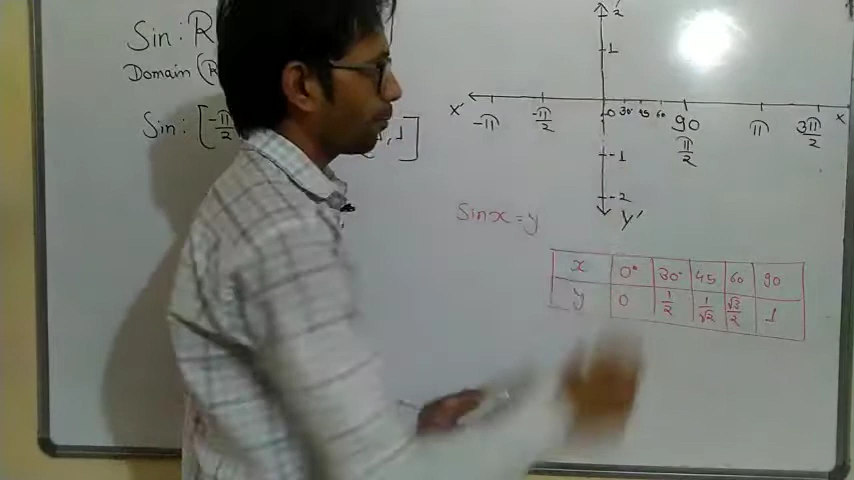 Sin : R
Domain (R
Sin : [-π/2
, 1]
2
1
X' -π -π/2 0 30 45 60 90 π/2 π 3π/2 X
-1
-2
Y'
Sinx = y
x 0° 30° 45 60 90
y 0 1/2 1/√2 √3/2 1